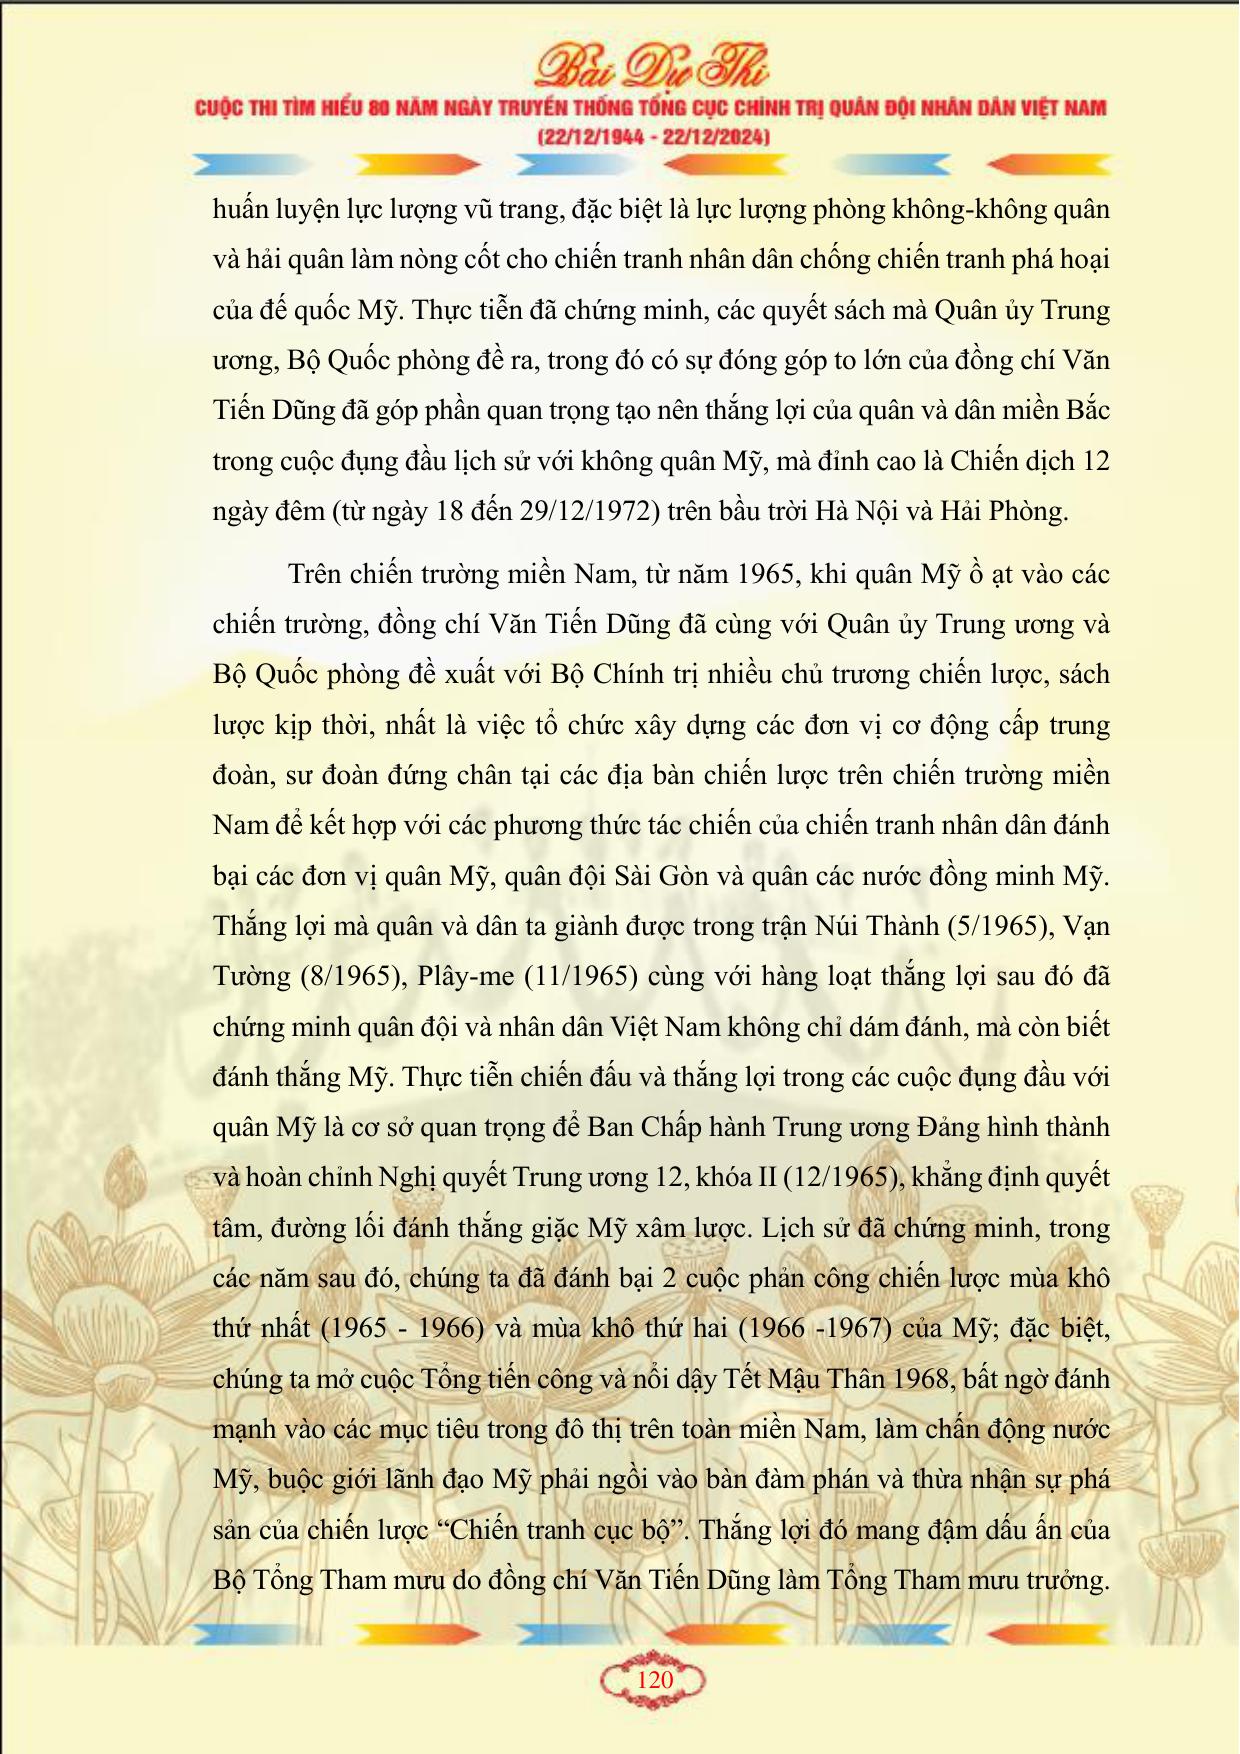 Bài Dự Thi
CUỘC THI TÌM HIỂU 80 NĂM NGÀY TRUYỀN THỐNG TỔNG CỤC CHÍNH TRỊ QUÂN ĐỘI NHÂN DÂN VIỆT NAM
(22/12/1944 - 22/12/2024)
huấn luyện lực lượng vũ trang, đặc biệt là lực lượng phòng không-không quân
và hải quân làm nòng cốt cho chiến tranh nhân dân chống chiến tranh phá hoại
của đế quốc Mỹ. Thực tiễn đã chứng minh, các quyết sách mà Quân ủy Trung
ương, Bộ Quốc phòng đề ra, trong đó có sự đóng góp to lớn của đồng chí Văn
Tiến Dũng đã góp phần quan trọng tạo nên thắng lợi của quân và dân miền Bắc
trong cuộc đụng đầu lịch sử với không quân Mỹ, mà đỉnh cao là Chiến dịch 12
ngày đêm (từ ngày 18 đến 29/12/1972) trên bầu trời Hà Nội và Hải Phòng.
Trên chiến trường miền Nam, từ năm 1965, khi quân Mỹ ồ ạt vào các
chiến trường, đồng chí Văn Tiến Dũng đã cùng với Quân ủy Trung ương và
Bộ Quốc phòng đề xuất với Bộ Chính trị nhiều chủ trương chiến lược, sách
lược kịp thời, nhất là việc tổ chức xây dựng các đơn vị cơ động cấp trung
đoàn, sư đoàn đứng chân tại các địa bàn chiến lược trên chiến trường miền
Nam để kết hợp với các phương thức tác chiến của chiến tranh nhân dân đánh
bại các đơn vị quân Mỹ, quân đội Sài Gòn và quân các nước đồng minh Mỹ.
Thắng lợi mà quân và dân ta giành được trong trận Núi Thành (5/1965), Vạn
Tường (8/1965), Plây-me (11/1965) cùng với hàng loạt thắng lợi sau đó đã
chứng minh quân đội và nhân dân Việt Nam không chỉ dám đánh, mà còn biết
đánh thắng Mỹ. Thực tiễn chiến đấu và thắng lợi trong các cuộc đụng đầu với
quân Mỹ là cơ sở quan trọng để Ban Chấp hành Trung ương Đảng hình thành
và hoàn chỉnh Nghị quyết Trung ương 12, khóa II (12/1965), khẳng định quyết
tâm, đường lối đánh thắng giặc Mỹ xâm lược. Lịch sử đã chứng minh, trong
các năm sau đó, chúng ta đã đánh bại 2 cuộc phản công chiến lược mùa khô
thứ nhất (1965 - 1966) và mùa khô thứ hai (1966 -1967) của Mỹ; đặc biệt,
chúng ta mở cuộc Tổng tiến công và nổi dậy Tết Mậu Thân 1968, bất ngờ đánh
mạnh vào các mục tiêu trong đô thị trên toàn miền Nam, làm chấn động nước
Mỹ, buộc giới lãnh đạo Mỹ phải ngồi vào bàn đàm phán và thừa nhận sự phá
sản của chiến lược “Chiến tranh cục bộ”. Thắng lợi đó mang đậm dấu ấn của
Bộ Tổng Tham mưu do đồng chí Văn Tiến Dũng làm Tổng Tham mưu trưởng.
120